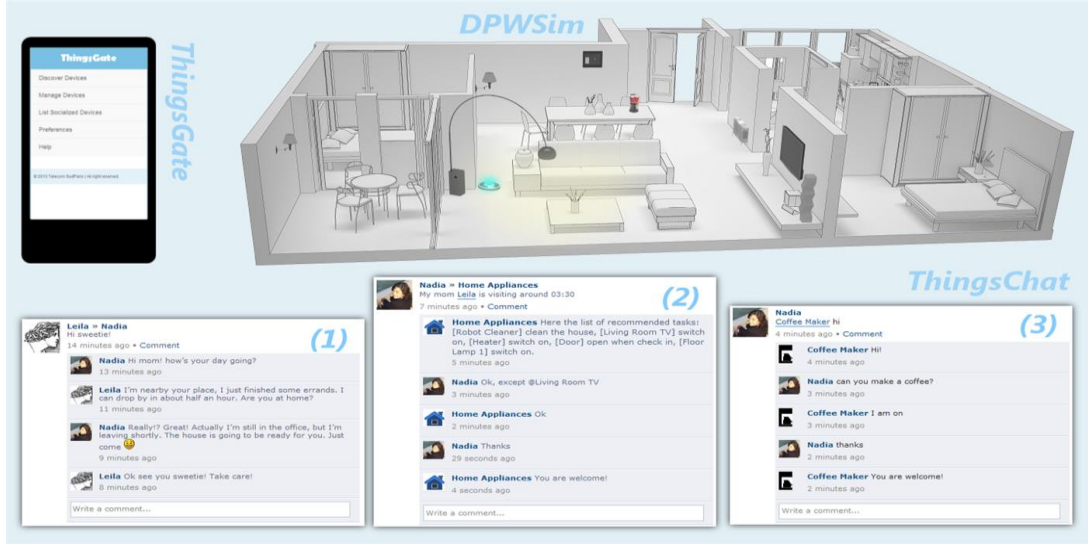 DPWSim
ThingsGate
ThingsGate
Discover Devices
Manage Devices
List Socialized Devices
Preferences
Help
© 2013 Telecom SudParis | All right reserved.
ThingsChat
(1)
Leila » Nadia
Hi sweetie!
14 minutes ago • Comment
Nadia Hi mom! how's your day going?
13 minutes ago
Leila I'm nearby your place, I just finished some errands. I
can drop by in about half an hour. Are you at home?
11 minutes ago
Nadia Really!? Great! Actually I'm still in the office, but I'm
leaving shortly. The house is going to be ready for you. Just
come
9 minutes ago
Leila Ok see you sweetie! Take care!
8 minutes ago
Write a comment...
(2)
Nadia » Home Appliances
My mom Leila is visiting around 03:30
7 minutes ago • Comment
Home Appliances Here the list of recommended tasks:
[Robot Cleaner] clean the house, [Living Room TV] switch
on, [Heater] switch on, [Door] open when check in, [Floor
Lamp 1] switch on.
5 minutes ago
Nadia Ok, except @Living Room TV
3 minutes ago
Home Appliances Ok
2 minutes ago
Nadia Thanks
29 seconds ago
Home Appliances You are welcome!
4 seconds ago
Write a comment...
(3)
Nadia
Coffee Maker hi
4 minutes ago • Comment
Coffee Maker Hi!
4 minutes ago
Nadia can you make a coffee?
3 minutes ago
Coffee Maker I am on
3 minutes ago
Nadia thanks
2 minutes ago
Coffee Maker You are welcome!
2 minutes ago
Write a comment...